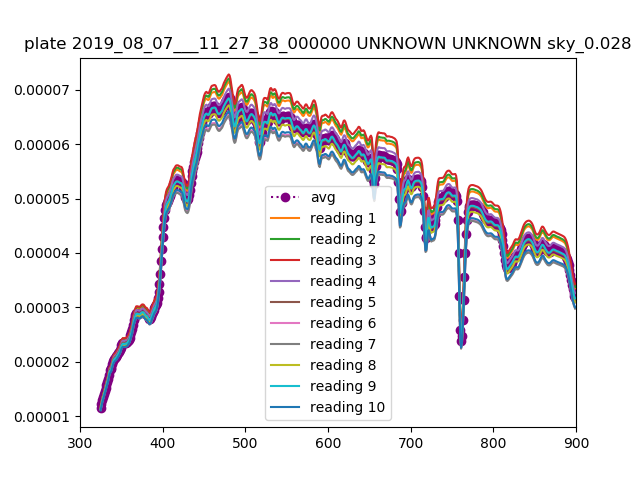 plate 2019_08_07___11_27_38_000000 UNKNOWN UNKNOWN sky_0.028
0.00007
0.00006
0.00005
0.00004
0.00003
0.00002
0.00001
avg
reading 1
reading 2
reading 3
reading 4
reading 5
reading 6
reading 7
reading 8
reading 9
reading 10
300 400 500 600 700 800 900